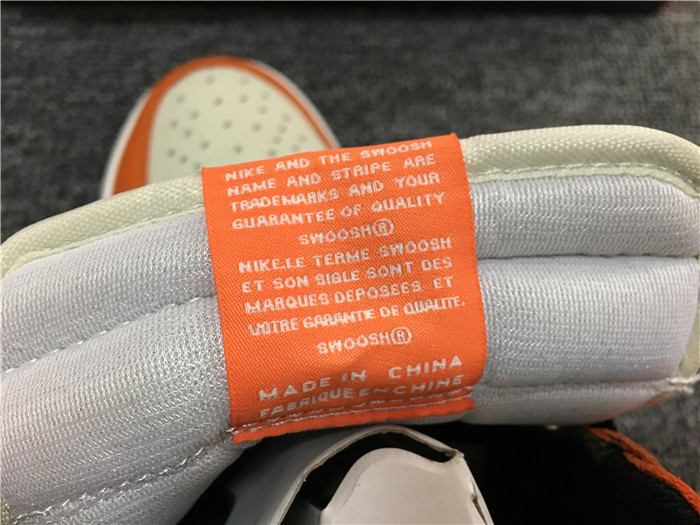 NIKE AND THE SWOOSH
NAME AND STRIPE ARE
TRADEMARKS AND YOUR
GUARANTEE OF QUALITY
SWOOSH®
NIKE.LE TERME SWOOSH
ET SON SIGLE SONT DES
MARQUES DEPOSEES ET
VOTRE GARANTIE DE QUALITE.
SWOOSH®
MADE IN CHINA
FABRIQUE EN CHINE